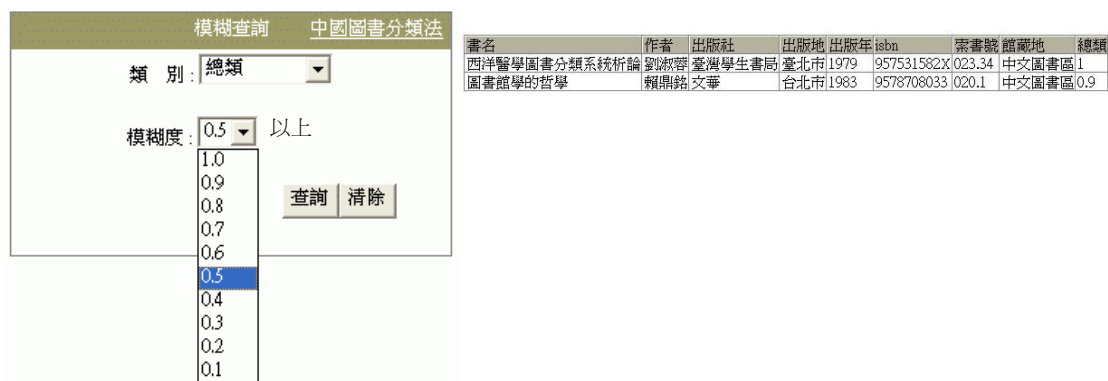 模糊查詢 中國圖書分類法
類 別 : 總類
模糊度 : 0.5 以上
1.0
0.9
0.8
0.7
0.6
0.5
0.4
0.3
0.2
0.1
查詢 清除
書名 作者 出版社 出版地 出版年 isbn 索書號 館藏地 總類
西洋醫學圖書分類系統析論 劉淑蓉 臺灣學生書局 臺北市 1979 957531582X 023.34 中文圖書區 1
圖書館學的哲學 賴鼎銘 文華 台北市 1983 9578708033 020.1 中文圖書區 0.9